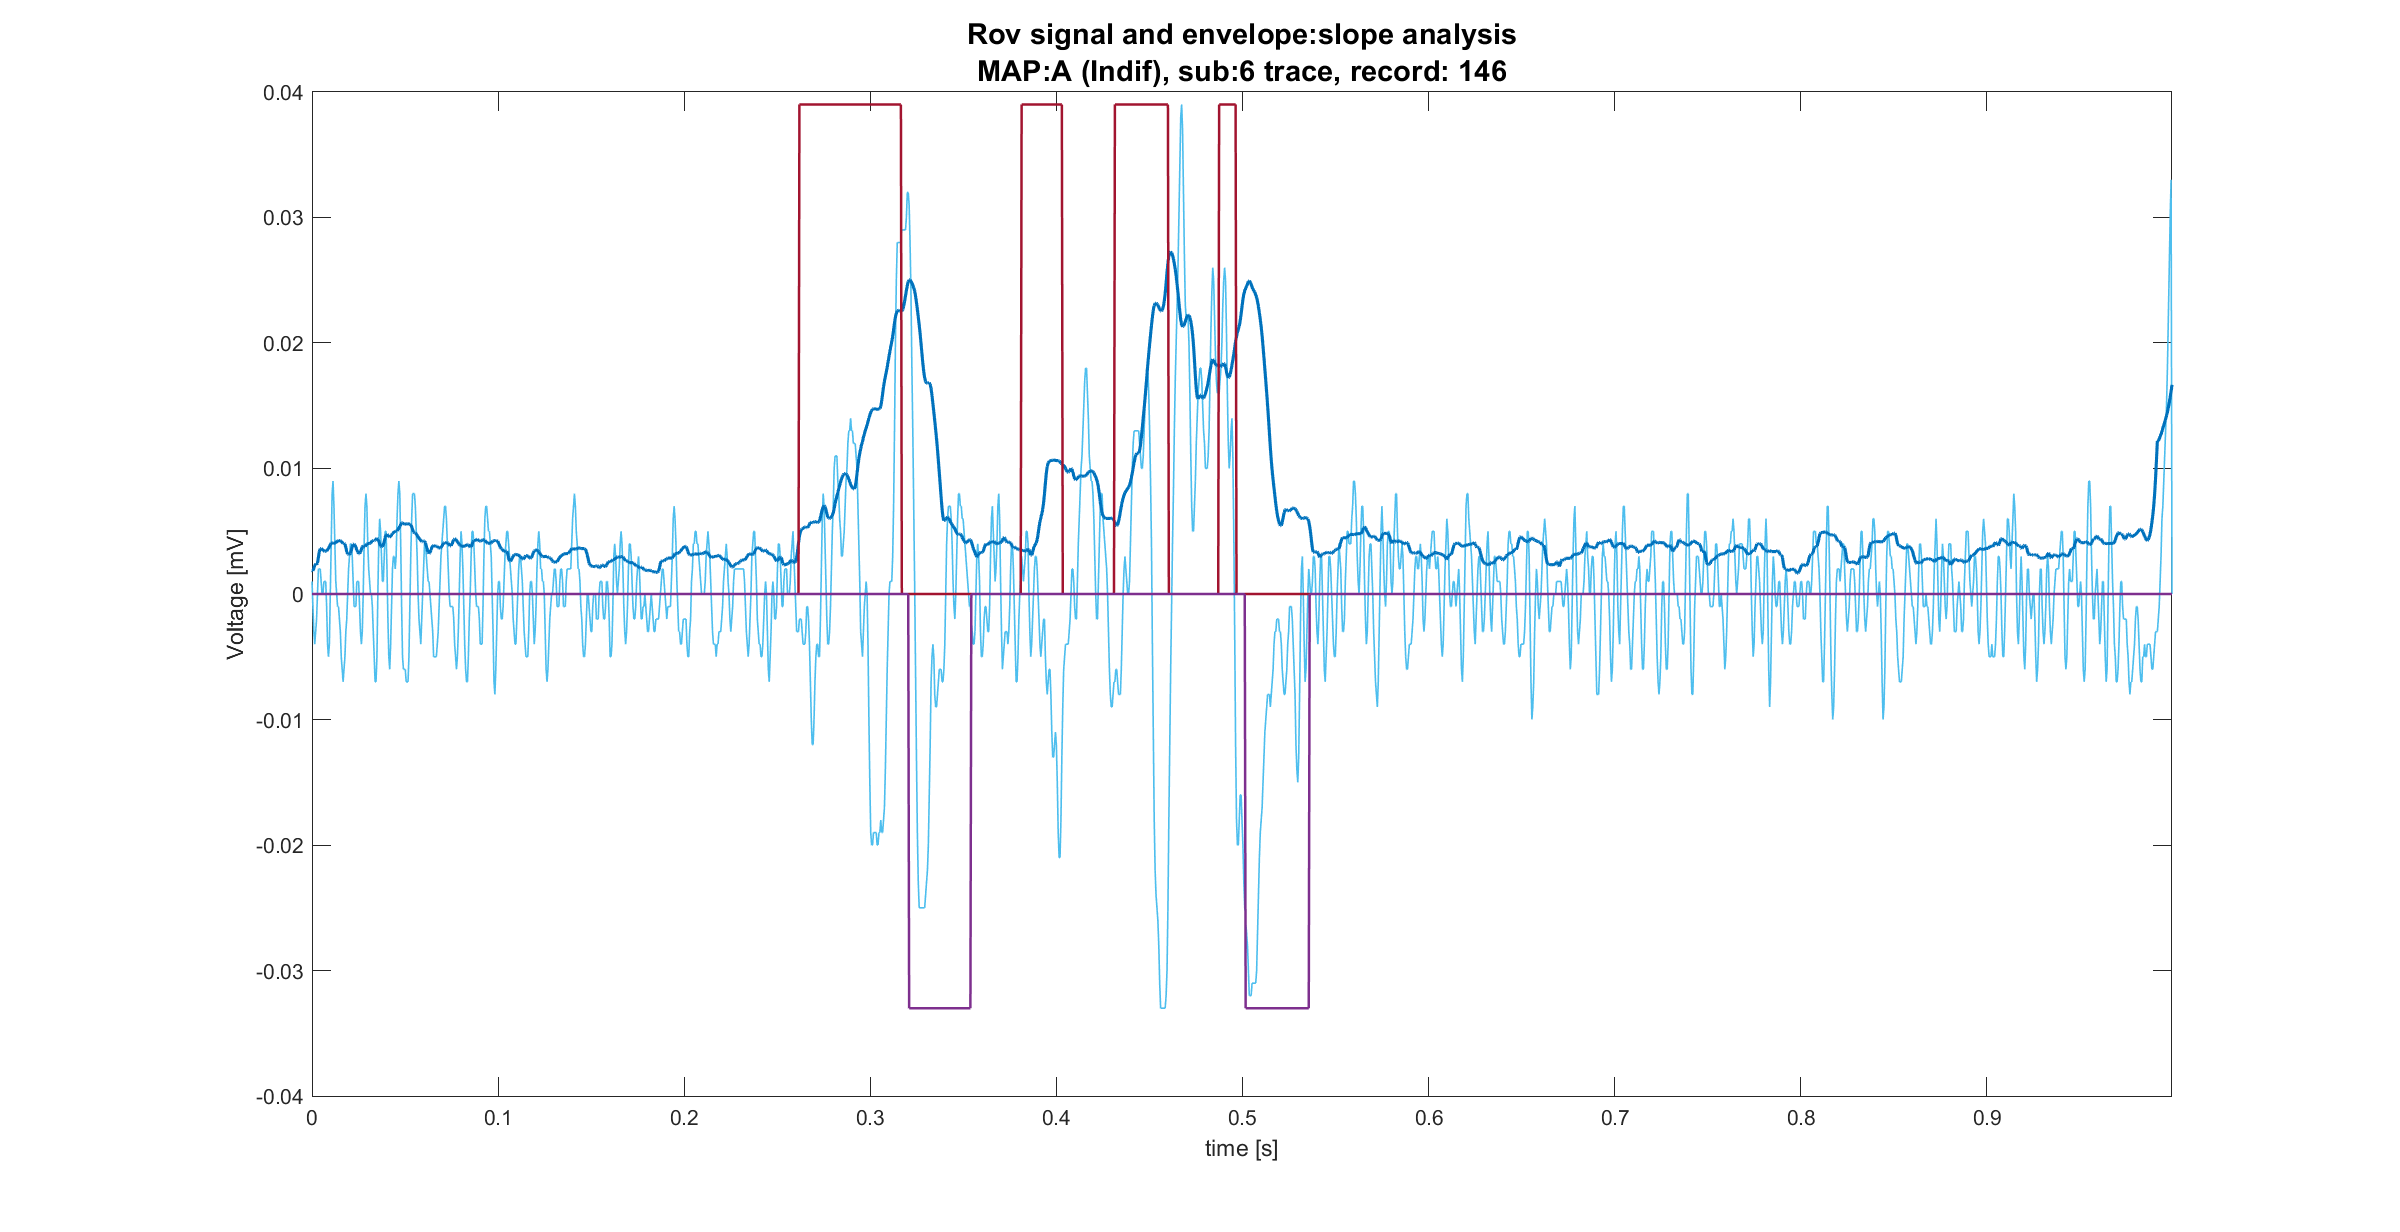 Rov signal and envelope:slope analysis
MAP:A (Indif), sub:6 trace, record: 146
0.04
0.03
0.02
0.01
0
-0.01
-0.02
-0.03
-0.04
Voltage [mV]
0 0.1 0.2 0.3 0.4 0.5 0.6 0.7 0.8 0.9
time [s]